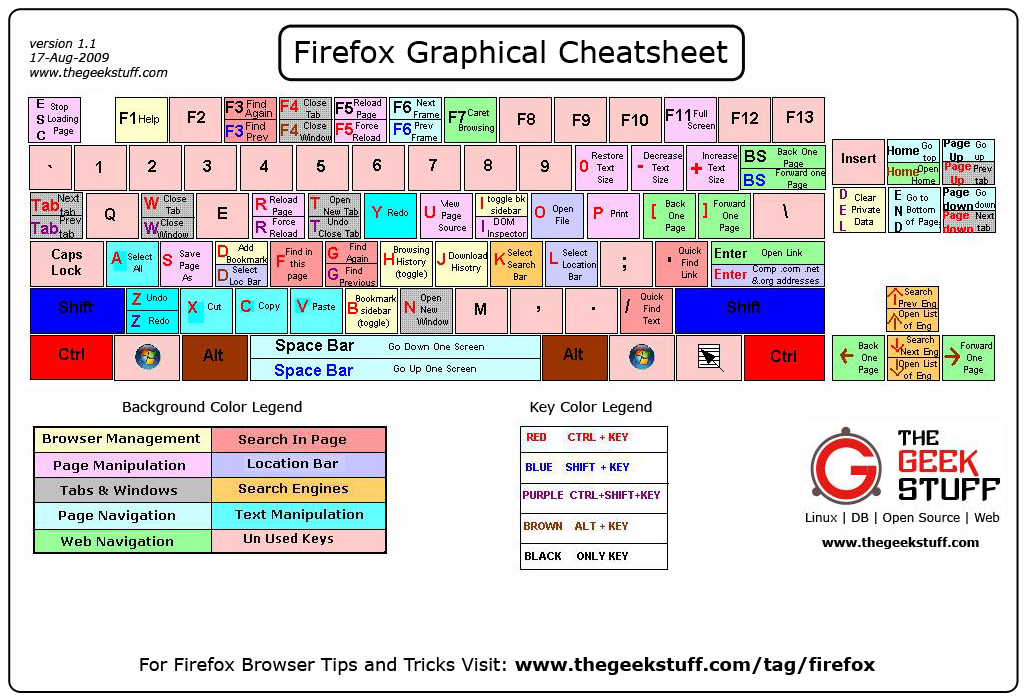 version 1.1
17-Aug-2009
www.thegeekstuff.com
Firefox Graphical Cheatsheet
E S C Stop Loading Page
F1 Help
F2
F3 Find Again
F3 Find Prev
F4 Close Tab
F4 Close Window
F5 Reload Page
F5 Force Reload
F6 Next Frame
F6 Prev Frame
F7 Caret Browsing
F8
F9
F10
F11 Full Screen
F12
F13
`
1
2
3
4
5
6
7
8
9
0 Restore Text Size
- Decrease Text Size
+ Increase Text Size
BS Back One Page
BS Forward one Page
Insert
Home Go top
Home Open Home
Page Up Go up
Page Up Prev tab
Tab Next tab
Tab Prev tab
Q
W Close Tab
W Close Window
E
R Reload Page
R Force Reload
T Open New Tab
T Undo Close Tab
Y Redo
U View Page Source
I toggle bk sidebar
I DOM Inspector
O Open File
P Print
[ Back One Page
] Forward One Page
\
D E L Clear Private Data
E N D Go to Bottom of Page
Page down Go down
Page down Next tab
Caps Lock
A Select All
S Save Page As
D Add Bookmark
D Select Loc Bar
F Find in this page
G Find Again
G Find Previous
H Browsing History (toggle)
J Download Hisotry
K Select Search Bar
L Select Location Bar
;
' Quick Find Link
Enter Open Link
Enter Comp .com .net &.org addresses
Shift
Z Undo
Z Redo
X Cut
C Copy
V Paste
B Bookmark sidebar (toggle)
N Open New Window
M
,
.
/ Quick Find Text
Shift
↑ Search Prev Eng
↑ Open List of Eng
Ctrl
Alt
Space Bar Go Down One Screen
Space Bar Go Up One Screen
Alt
Ctrl
← Back One Page
↓ Search Next Eng
↓ Open List of Eng
→ Forward One Page
Background Color Legend
Browser Management Search In Page
Page Manipulation Location Bar
Tabs & Windows Search Engines
Page Navigation Text Manipulation
Web Navigation Un Used Keys
Key Color Legend
RED CTRL + KEY
BLUE SHIFT + KEY
PURPLE CTRL+SHIFT+KEY
BROWN ALT + KEY
BLACK ONLY KEY
THE
GEEK
STUFF
Linux | DB | Open Source | Web
www.thegeekstuff.com
For Firefox Browser Tips and Tricks Visit: www.thegeekstuff.com/tag/firefox